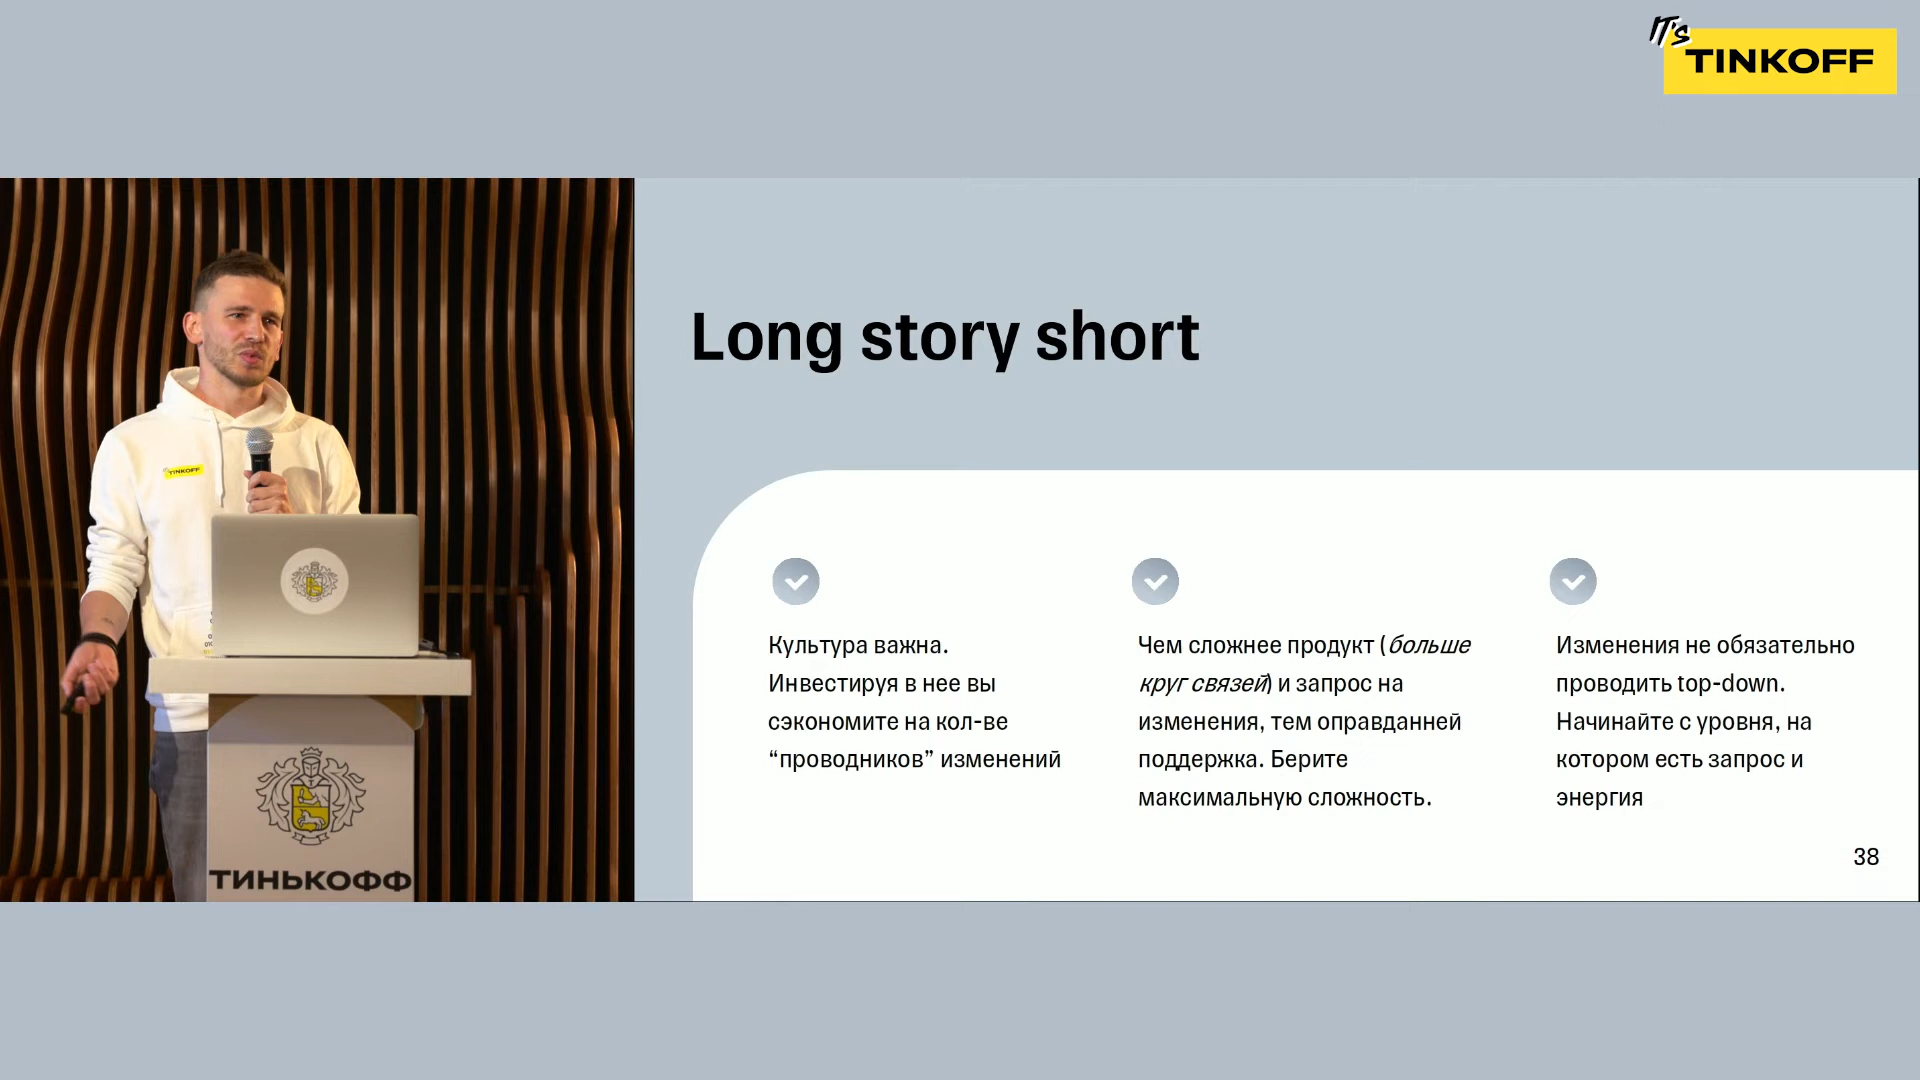 IT's
TINKOFF
Long story short
Культура важна.
Инвестируя в нее вы
сэкономите на кол-ве
“проводников” изменений
Чем сложнее продукт (больше
круг связей) и запрос на
изменения, тем оправданней
поддержка. Берите
максимальную сложность.
Изменения не обязательно
проводить top-down.
Начинайте с уровня, на
котором есть запрос и
энергия
38
TINKOFF
ТИНЬКОФФ